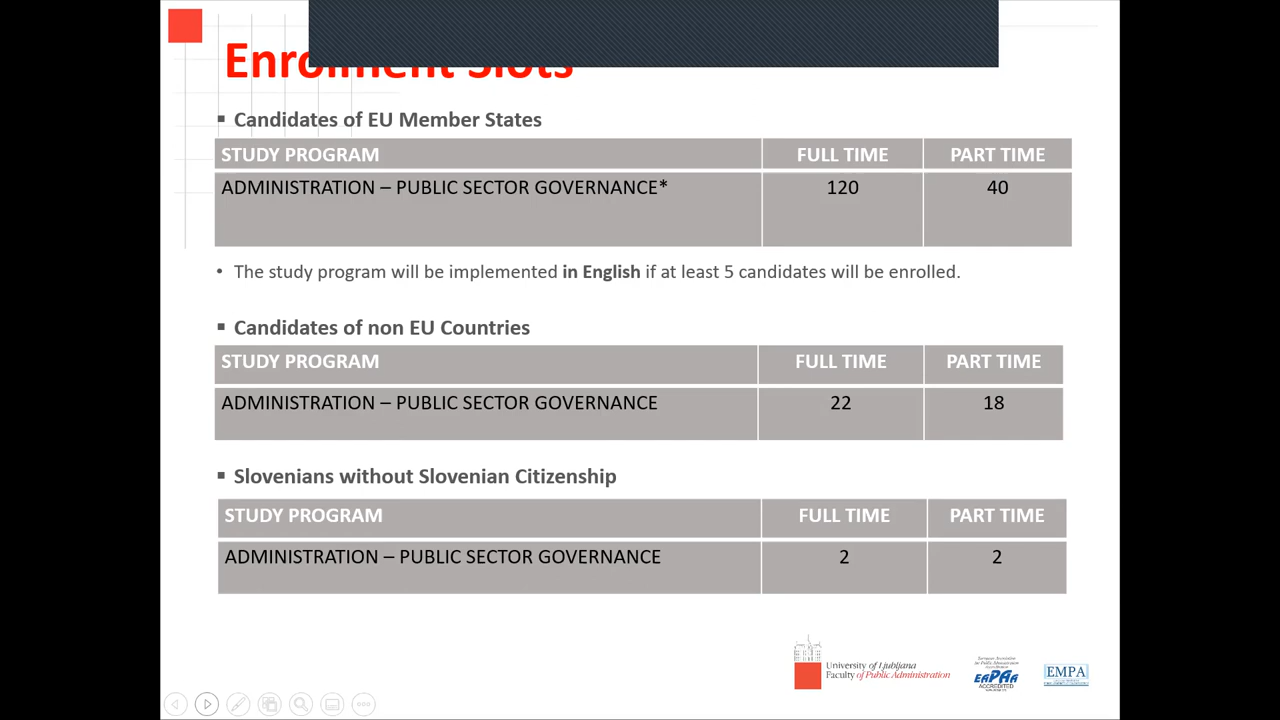 Enrolment Slots
▪ Candidates of EU Member States
STUDY PROGRAM FULL TIME PART TIME
ADMINISTRATION – PUBLIC SECTOR GOVERNANCE* 120 40
• The study program will be implemented in English if at least 5 candidates will be enrolled.
▪ Candidates of non EU Countries
STUDY PROGRAM FULL TIME PART TIME
ADMINISTRATION – PUBLIC SECTOR GOVERNANCE 22 18
▪ Slovenians without Slovenian Citizenship
STUDY PROGRAM FULL TIME PART TIME
ADMINISTRATION – PUBLIC SECTOR GOVERNANCE 2 2
University of Ljubljana
Faculty of Public Administration
EAPAA
ACCREDITED
EMPA